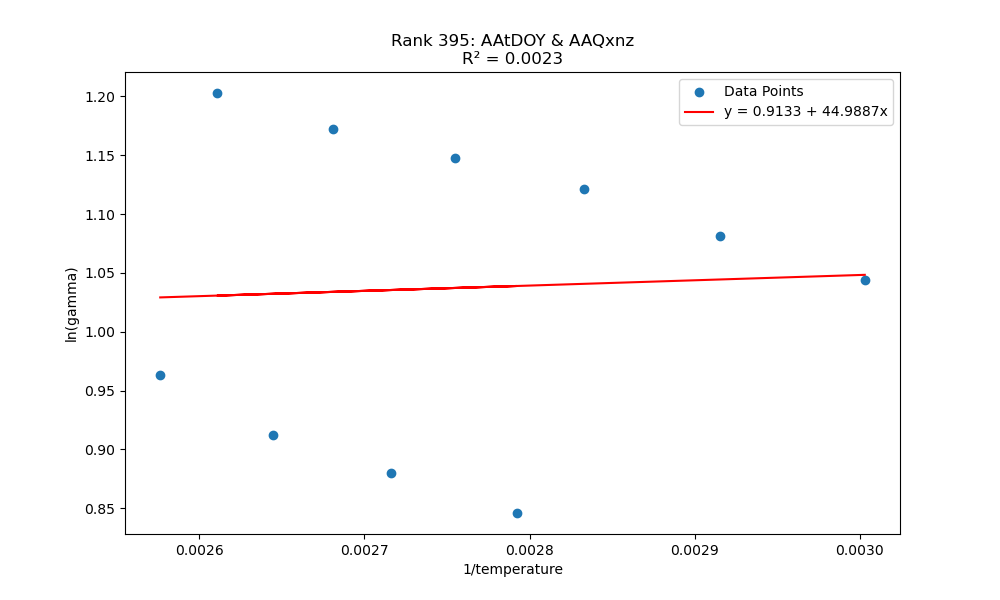 Rank 395: AAtDOY & AAQxnz
R² = 0.0023
Data Points
y = 0.9133 + 44.9887x
1.20
1.15
1.10
1.05
1.00
0.95
0.90
0.85
ln(gamma)
0.0026
0.0027
0.0028
0.0029
0.0030
1/temperature